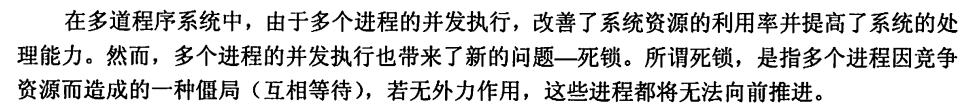 在多道程序系统中，由于多个进程的并发执行，改善了系统资源的利用率并提高了系统的处
理能力。然而，多个进程的并发执行也带来了新的问题—死锁。所谓死锁，是指多个进程因竞争
资源而造成的一种僵局（互相等待），若无外力作用，这些进程都将无法向前推进。